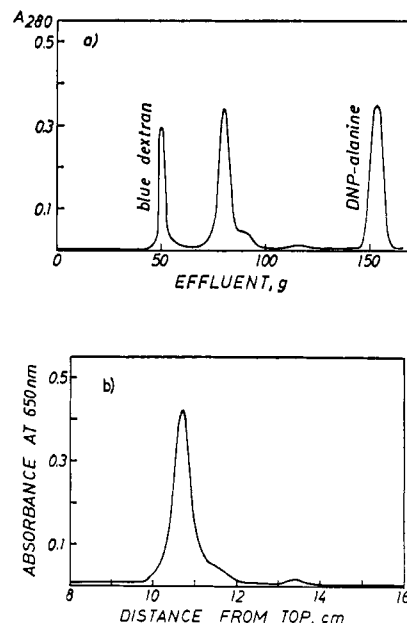 A280
a)
0.5
0.3
0.1
blue dextran
DNP-alanine
0
50
100
150
EFFLUENT, g
b)
0.5
0.3
0.1
ABSORBANCE AT 650nm
8
10
12
14
16
DISTANCE FROM TOP, cm